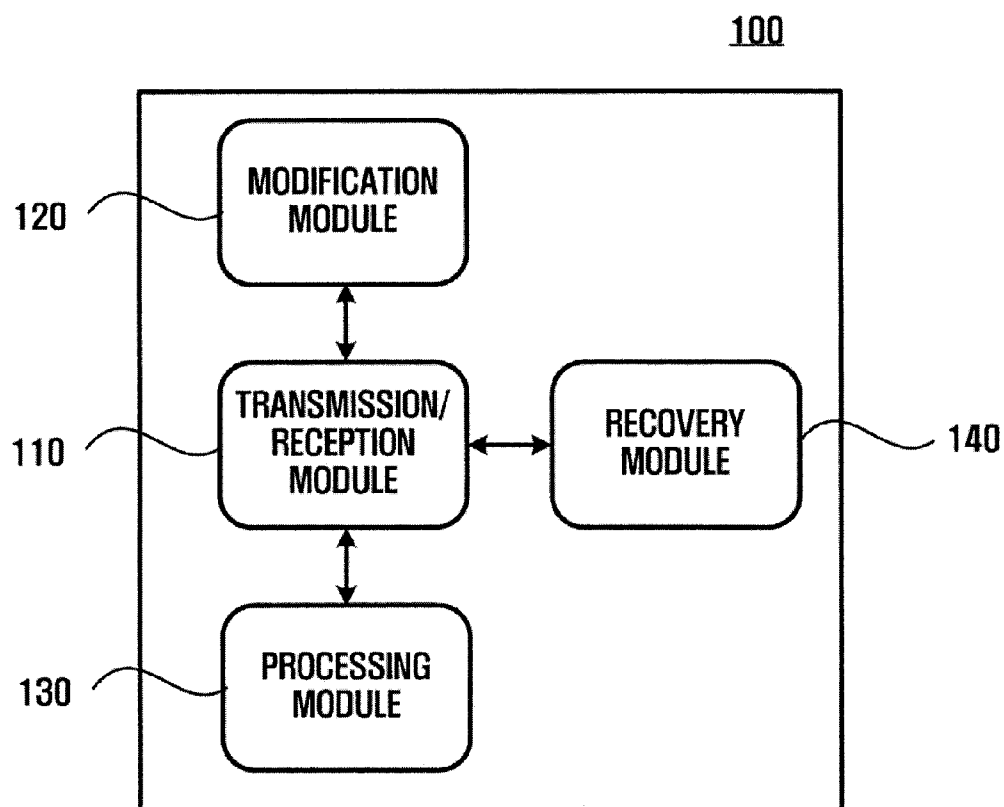 100
MODIFICATION
MODULE
120
TRANSMISSION/
RECEPTION
MODULE
110
RECOVERY
MODULE
140
PROCESSING
MODULE
130